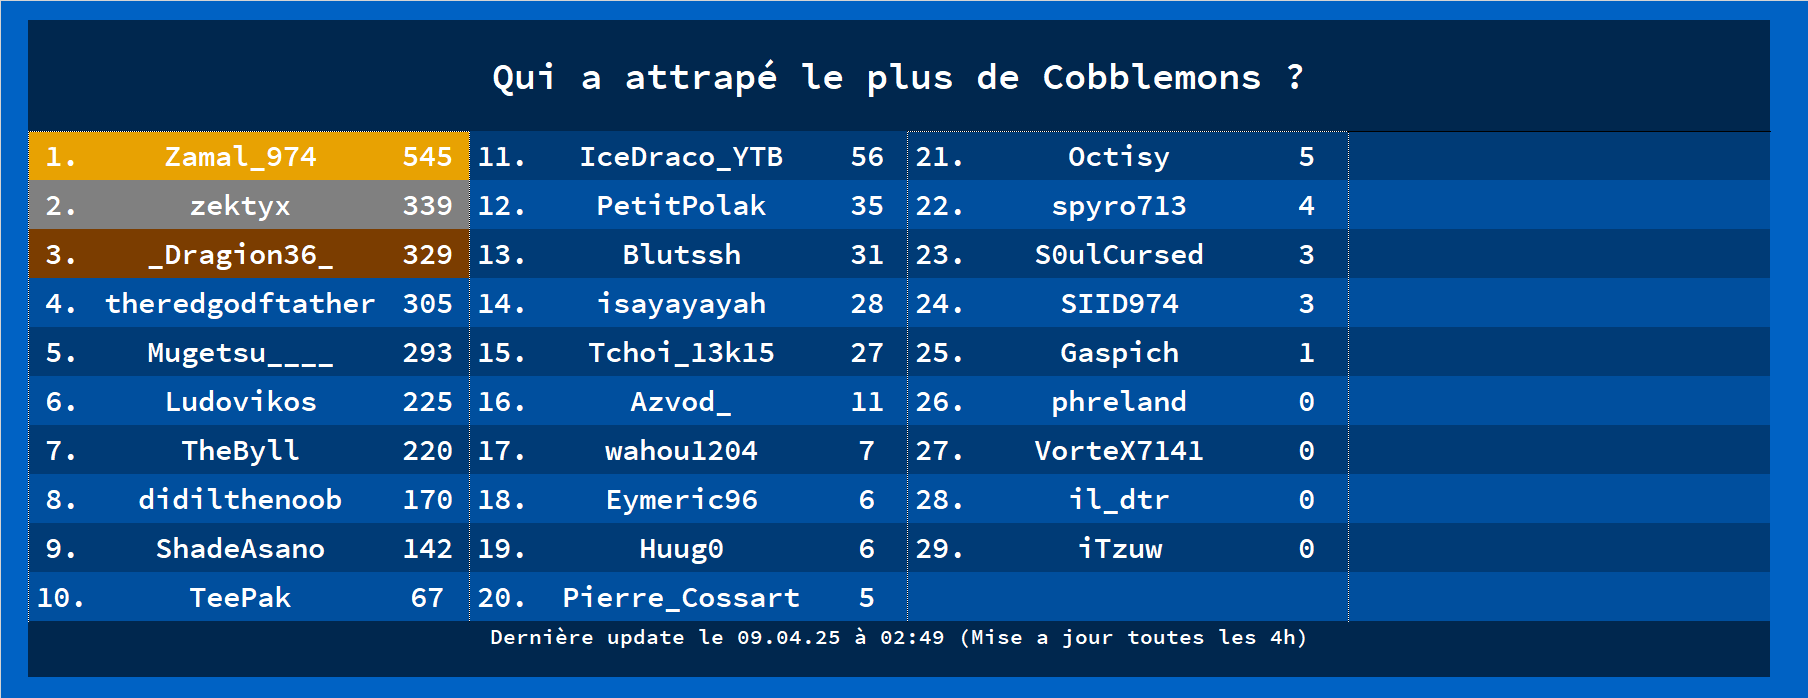 Qui a attrapé le plus de Cobblemons ?
1. Zamal_974 545
2. zektyx 339
3. _Dragion36_ 329
4. theredgodftather 305
5. Mugetsu____ 293
6. Ludovikos 225
7. TheByll 220
8. didilthenoob 170
9. ShadeAsano 142
10. TeePak 67
11. IceDraco_YTB 56
12. PetitPolak 35
13. Blutssh 31
14. isayayayah 28
15. Tchoi_13k15 27
16. Azvod_ 11
17. wahou1204 7
18. Eymeric96 6
19. Huug0 6
20. Pierre_Cossart 5
21. Octisy 5
22. spyro713 4
23. S0ulCursed 3
24. SIID974 3
25. Gaspich 1
26. phreland 0
27. VorteX7141 0
28. il_dtr 0
29. iTzuw 0
Dernière update le 09.04.25 à 02:49 (Mise a jour toutes les 4h)